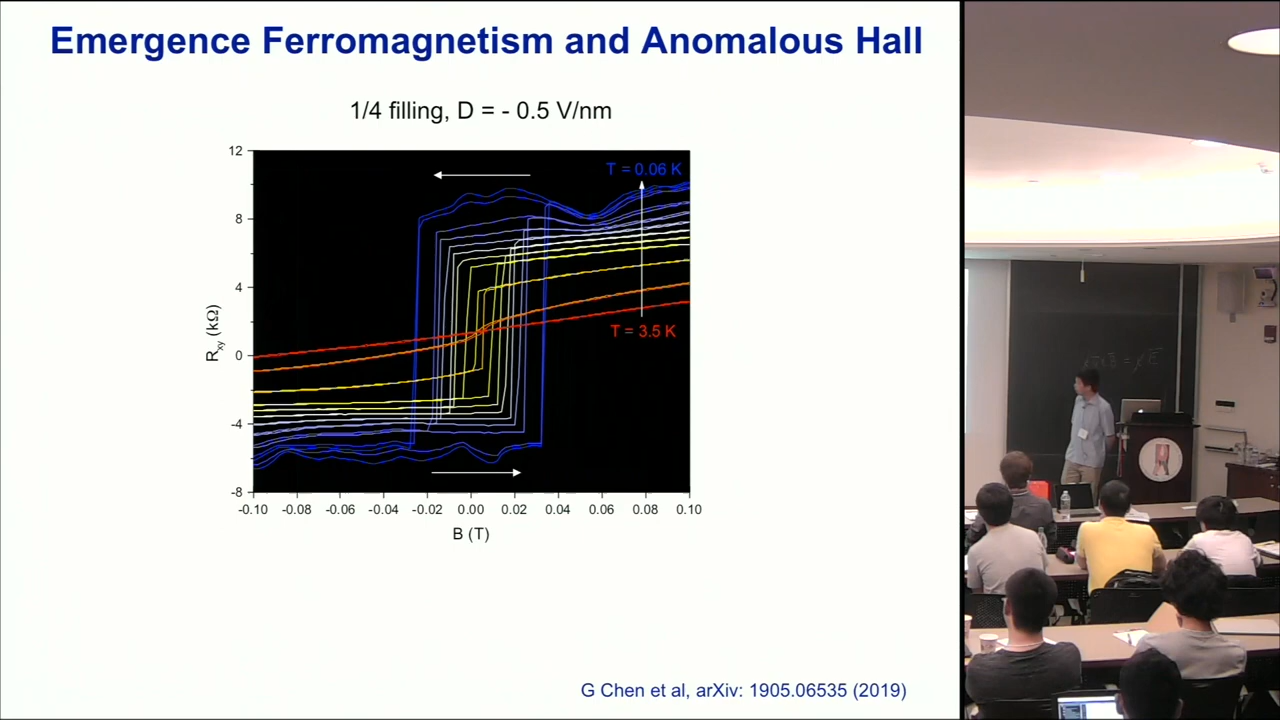 Emergence Ferromagnetism and Anomalous Hall
1/4 filling, D = - 0.5 V/nm
T = 0.06 K
T = 3.5 K
12
8
4
0
-4
-8
Rxy (kΩ)
-0.10 -0.08 -0.06 -0.04 -0.02 0.00 0.02 0.04 0.06 0.08 0.10
B (T)
G Chen et al, arXiv: 1905.06535 (2019)